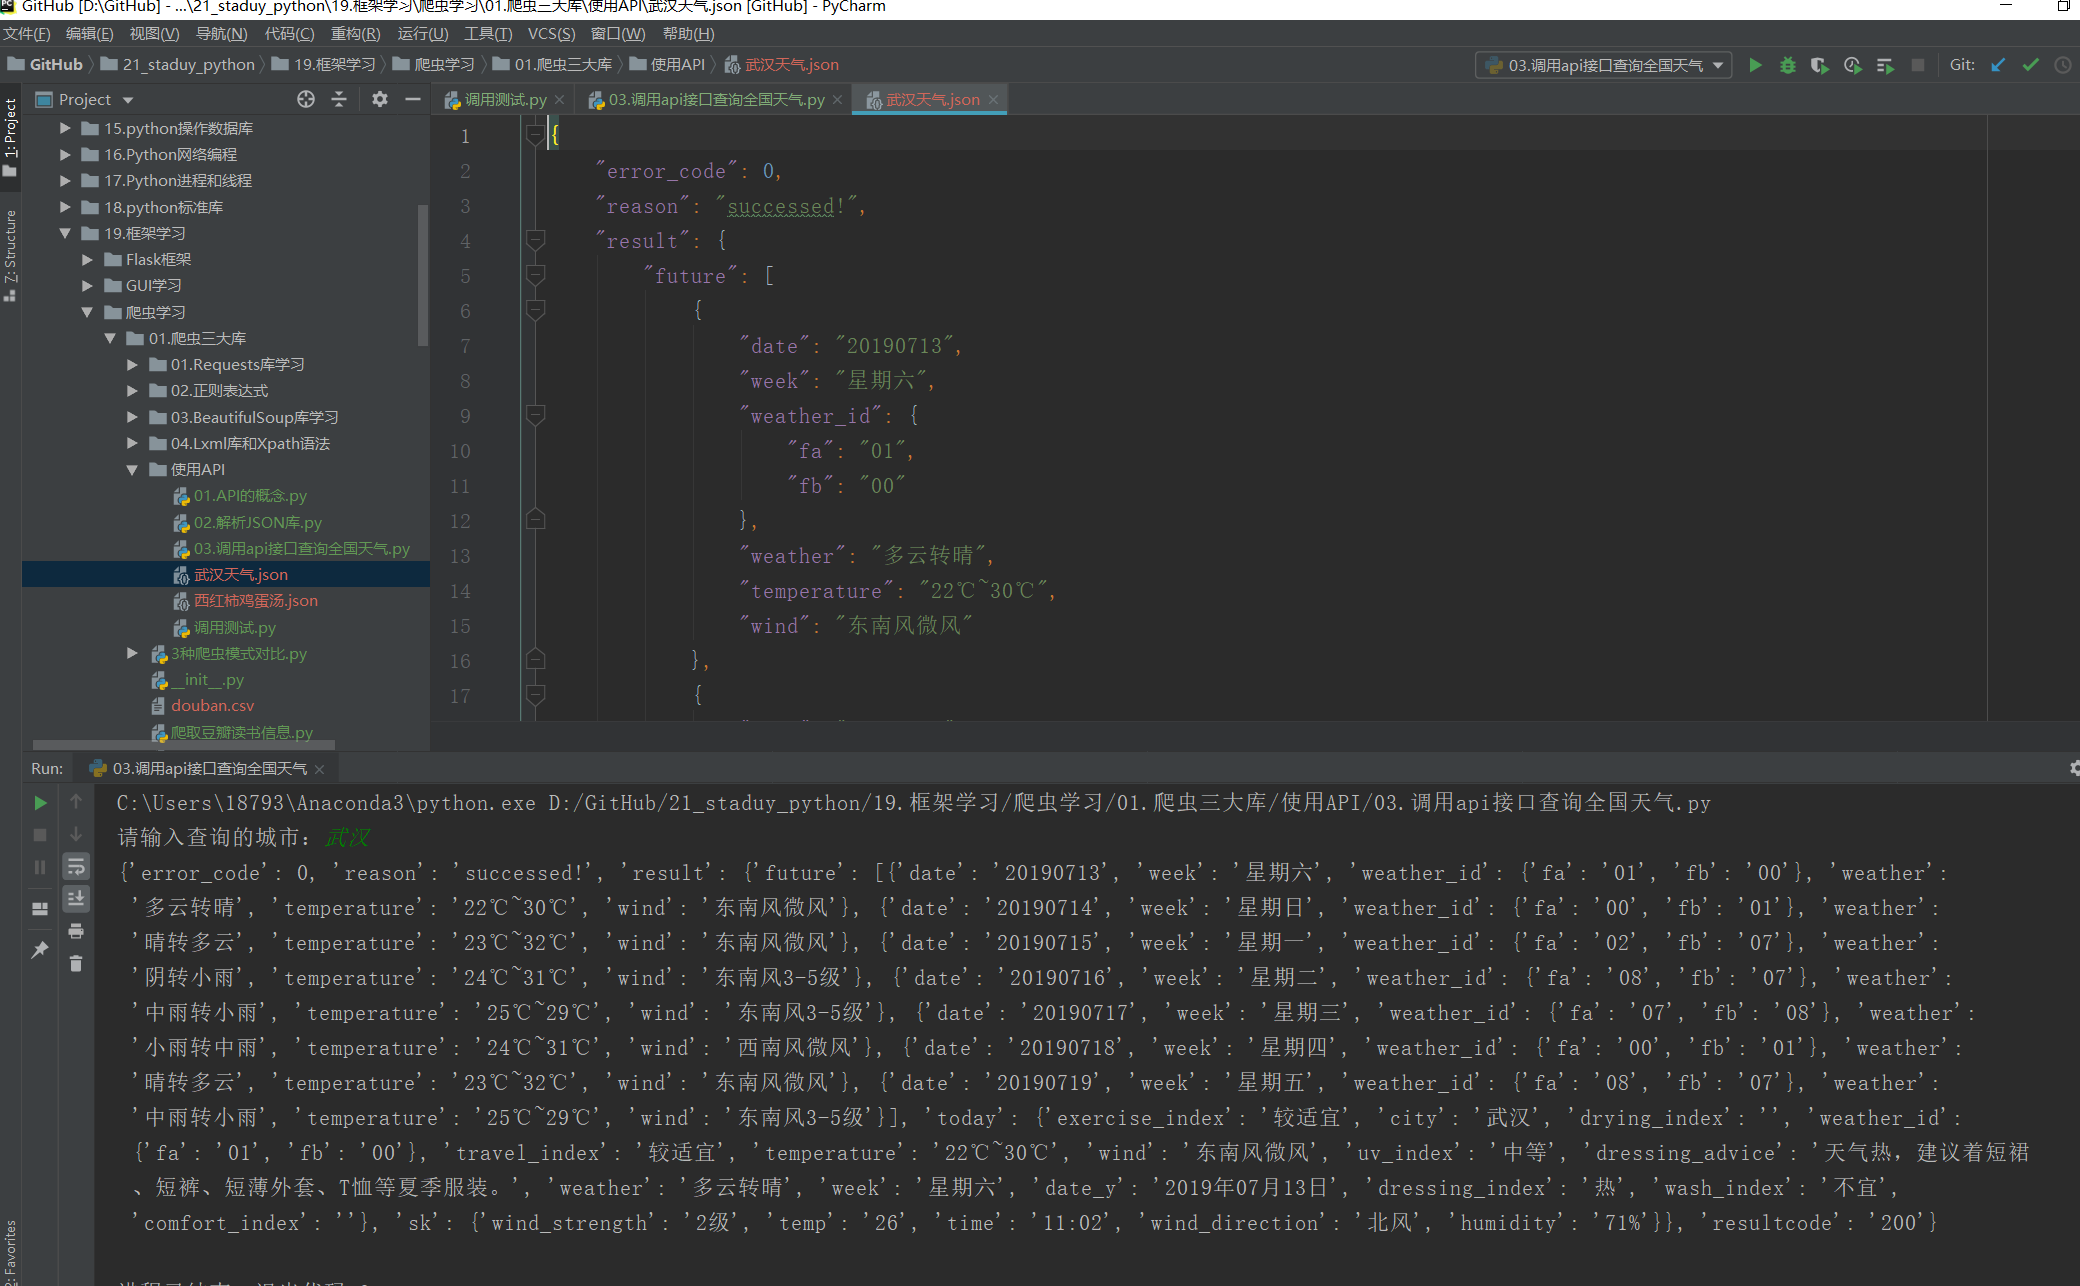 GitHub [D:\GitHub] - ...\21_staduy_python\19.框架学习\爬虫学习\01.爬虫三大库\使用API\武汉天气.json [GitHub] - PyCharm
文件(F) 编辑(E) 视图(V) 导航(N) 代码(C) 重构(R) 运行(U) 工具(T) VCS(S) 窗口(W) 帮助(H)
GitHub 21_staduy_python 19.框架学习 爬虫学习 01.爬虫三大库 使用API 武汉天气.json 03.调用api接口查询全国天气 Git:
Project 调用测试.py 03.调用api接口查询全国天气.py 武汉天气.json
1: Project
7: Structure
2: Favorites
15.python操作数据库
16.Python网络编程
17.Python进程和线程
18.python标准库
19.框架学习
Flask框架
GUI学习
爬虫学习
01.爬虫三大库
01.Requests库学习
02.正则表达式
03.BeautifulSoup库学习
04.Lxml库和Xpath语法
使用API
01.API的概念.py
02.解析JSON库.py
03.调用api接口查询全国天气.py
武汉天气.json
西红柿鸡蛋汤.json
调用测试.py
3种爬虫模式对比.py
__init__.py
douban.csv
爬取豆瓣读书信息.py
1 {
2 "error_code": 0,
3 "reason": "successed!",
4 "result": {
5 "future": [
6 {
7 "date": "20190713",
8 "week": "星期六",
9 "weather_id": {
10 "fa": "01",
11 "fb": "00"
12 },
13 "weather": "多云转晴",
14 "temperature": "22℃~30℃",
15 "wind": "东南风微风"
16 },
17 {
Run: 03.调用api接口查询全国天气
C:\Users\18793\Anaconda3\python.exe D:/GitHub/21_staduy_python/19.框架学习/爬虫学习/01.爬虫三大库/使用API/03.调用api接口查询全国天气.py
请输入查询的城市：武汉
{'error_code': 0, 'reason': 'successed!', 'result': {'future': [{'date': '20190713', 'week': '星期六', 'weather_id': {'fa': '01', 'fb': '00'}, 'weather':
'多云转晴', 'temperature': '22℃~30℃', 'wind': '东南风微风'}, {'date': '20190714', 'week': '星期日', 'weather_id': {'fa': '00', 'fb': '01'}, 'weather':
'晴转多云', 'temperature': '23℃~32℃', 'wind': '东南风微风'}, {'date': '20190715', 'week': '星期一', 'weather_id': {'fa': '02', 'fb': '07'}, 'weather':
'阴转小雨', 'temperature': '24℃~31℃', 'wind': '东南风3-5级'}, {'date': '20190716', 'week': '星期二', 'weather_id': {'fa': '08', 'fb': '07'}, 'weather':
'中雨转小雨', 'temperature': '25℃~29℃', 'wind': '东南风3-5级'}, {'date': '20190717', 'week': '星期三', 'weather_id': {'fa': '07', 'fb': '08'}, 'weather':
'小雨转中雨', 'temperature': '24℃~31℃', 'wind': '西南风微风'}, {'date': '20190718', 'week': '星期四', 'weather_id': {'fa': '00', 'fb': '01'}, 'weather':
'晴转多云', 'temperature': '23℃~32℃', 'wind': '东南风微风'}, {'date': '20190719', 'week': '星期五', 'weather_id': {'fa': '08', 'fb': '07'}, 'weather':
'中雨转小雨', 'temperature': '25℃~29℃', 'wind': '东南风3-5级'}], 'today': {'exercise_index': '较适宜', 'city': '武汉', 'drying_index': '', 'weather_id':
{'fa': '01', 'fb': '00'}, 'travel_index': '较适宜', 'temperature': '22℃~30℃', 'wind': '东南风微风', 'uv_index': '中等', 'dressing_advice': '天气热，建议着短裙
、短裤、短薄外套、T恤等夏季服装。', 'weather': '多云转晴', 'week': '星期六', 'date_y': '2019年07月13日', 'dressing_index': '热', 'wash_index': '不宜',
'comfort_index': ''}, 'sk': {'wind_strength': '2级', 'temp': '26', 'time': '11:02', 'wind_direction': '北风', 'humidity': '71%'}}, 'resultcode': '200'}